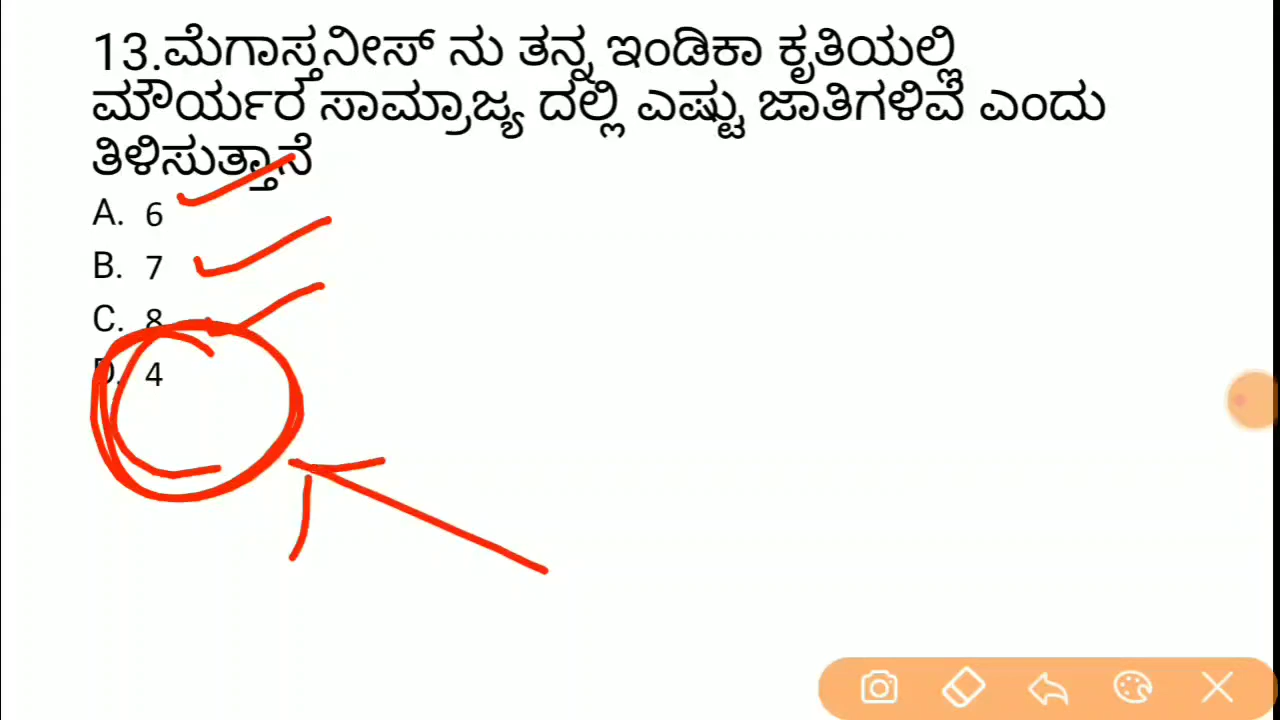 13.ಮೆಗಾಸ್ತನೀಸ್ ನು ತನ್ನ ಇಂಡಿಕಾ ಕೃತಿಯಲ್ಲಿ
ಮೌರ್ಯರ ಸಾಮ್ರಾಜ್ಯ ದಲ್ಲಿ ಎಷ್ಟು ಜಾತಿಗಳಿವೆ ಎಂದು
ತಿಳಿಸುತ್ತಾನೆ
A. 6
B. 7
C. 8
D. 4